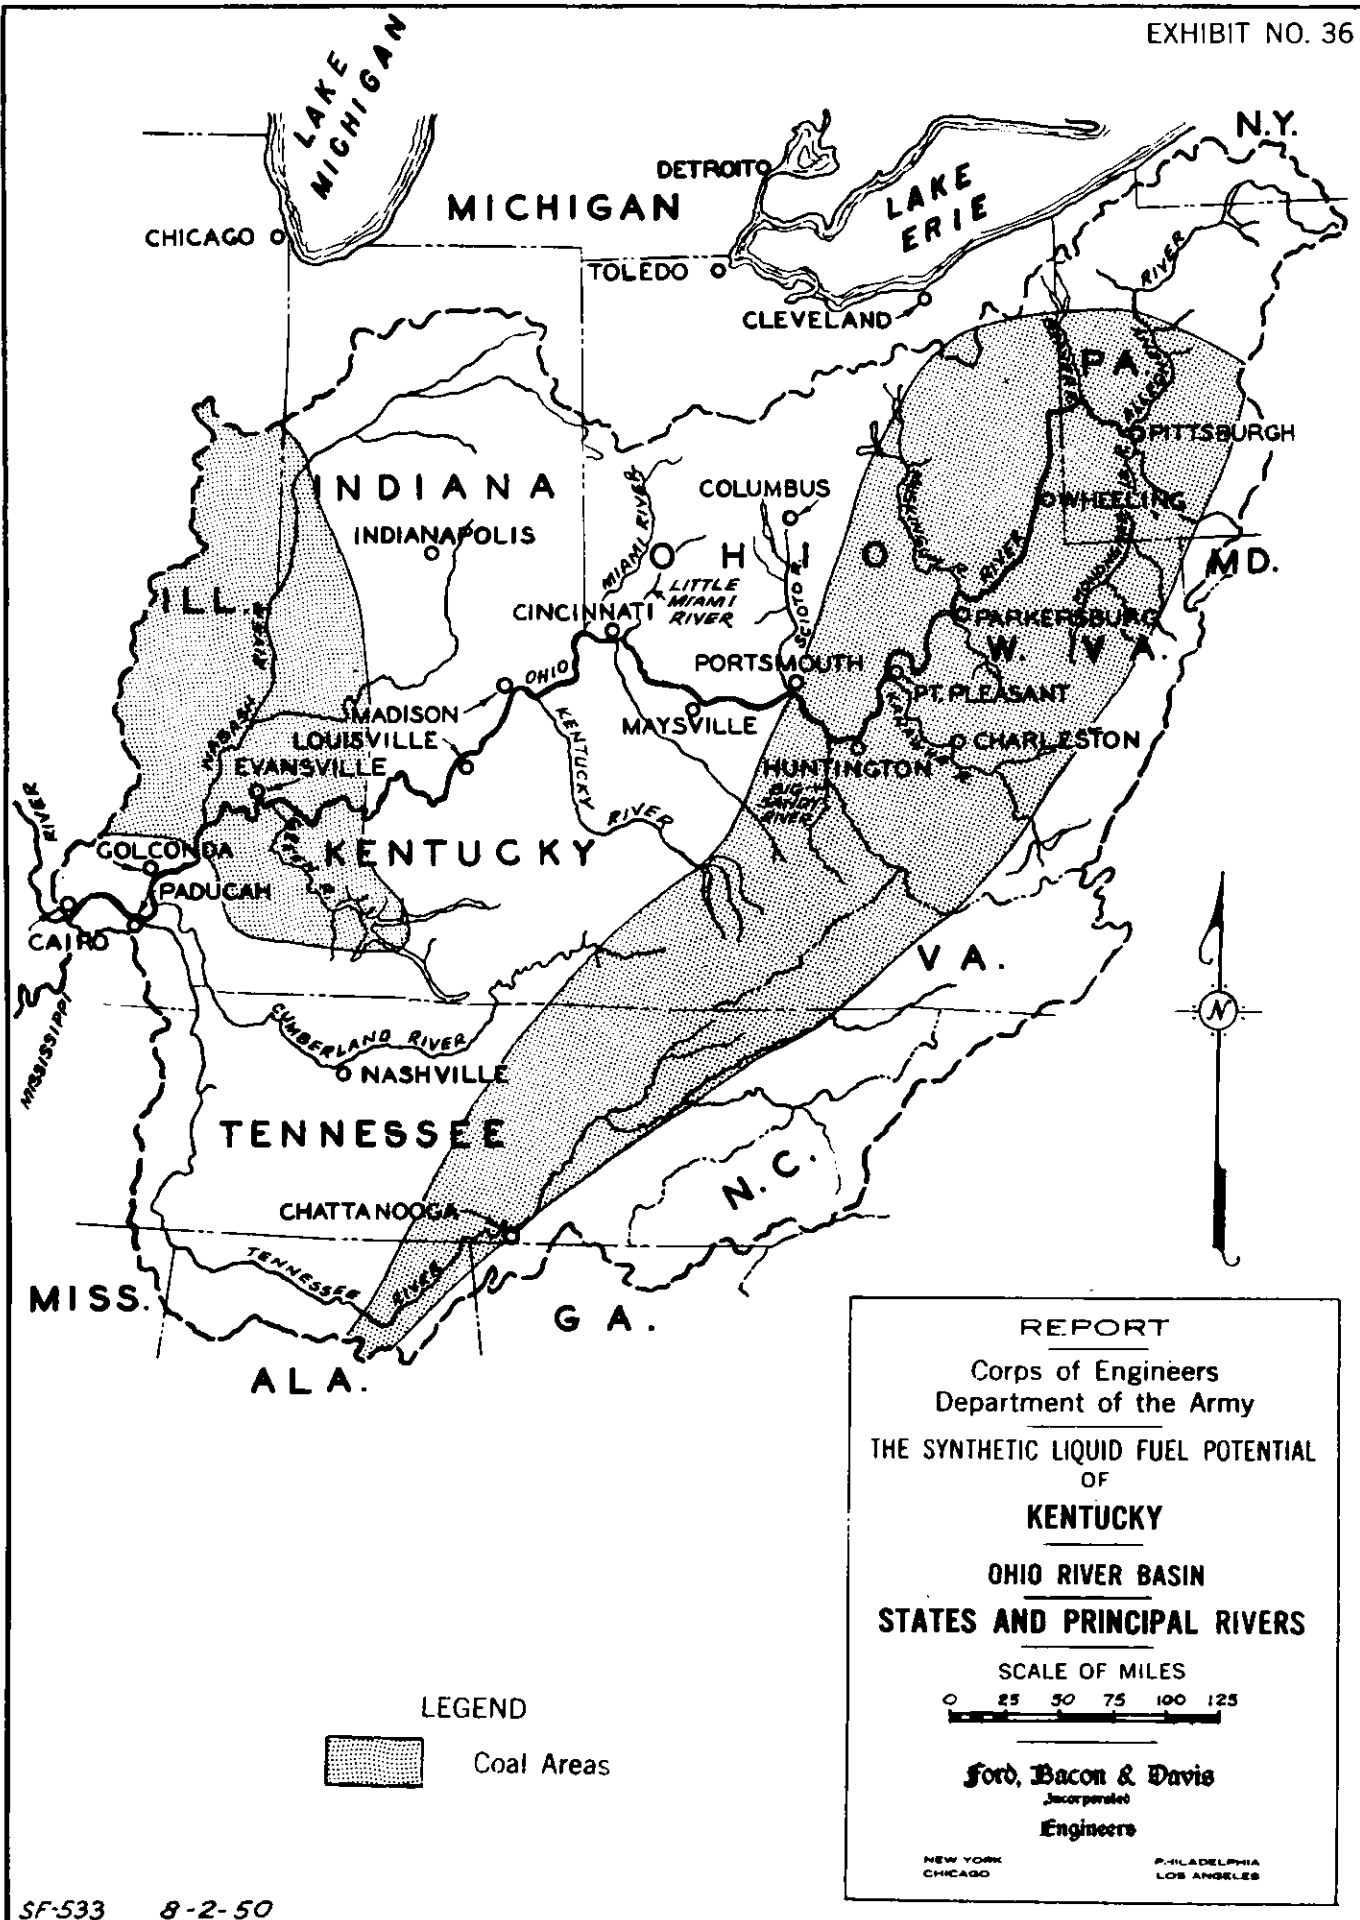 EXHIBIT NO. 36
LAKE
MICHIGAN
N.Y.
DETROIT
LAKE
ERIE
MICHIGAN
CHICAGO
TOLEDO
CLEVELAND
RIVER
BEAVER R.
PA.
ALLEGHENY
PITTSBURGH
INDIANA
COLUMBUS
MUSKINGUM R.
WHEELING
INDIANAPOLIS
MIAMI RIVER
OHIO
RIVER
MONONGAHELA R.
MD.
LITTLE
MIAMI
RIVER
SCIOTO R.
ILL.
RIVER
CINCINNATI
PARKERSBURG
W. VA.
PORTSMOUTH
OHIO
PT. PLEASANT
MADISON
MAYSVILLE
KANAWHA R.
WABASH
KENTUCKY
RIVER
LOUISVILLE
CHARLESTON
EVANSVILLE
HUNTINGTON
BIG
SANDY
RIVER
RIVER
GREEN R.
KENTUCKY
GOLCONDA
PADUCAH
CAIRO
VA.
MISSISSIPPI
CUMBERLAND RIVER
N
NASHVILLE
TENNESSEE
N.C.
CHATTANOOGA
TENNESSEE
RIVER
MISS.
GA.
ALA.
REPORT
Corps of Engineers
Department of the Army
THE SYNTHETIC LIQUID FUEL POTENTIAL
OF
KENTUCKY
OHIO RIVER BASIN
STATES AND PRINCIPAL RIVERS
SCALE OF MILES
0 25 50 75 100 125
Ford, Bacon & Davis
Incorporated
Engineers
NEW YORK PHILADELPHIA
CHICAGO LOS ANGELES
LEGEND
Coal Areas
SF-533 8-2-50